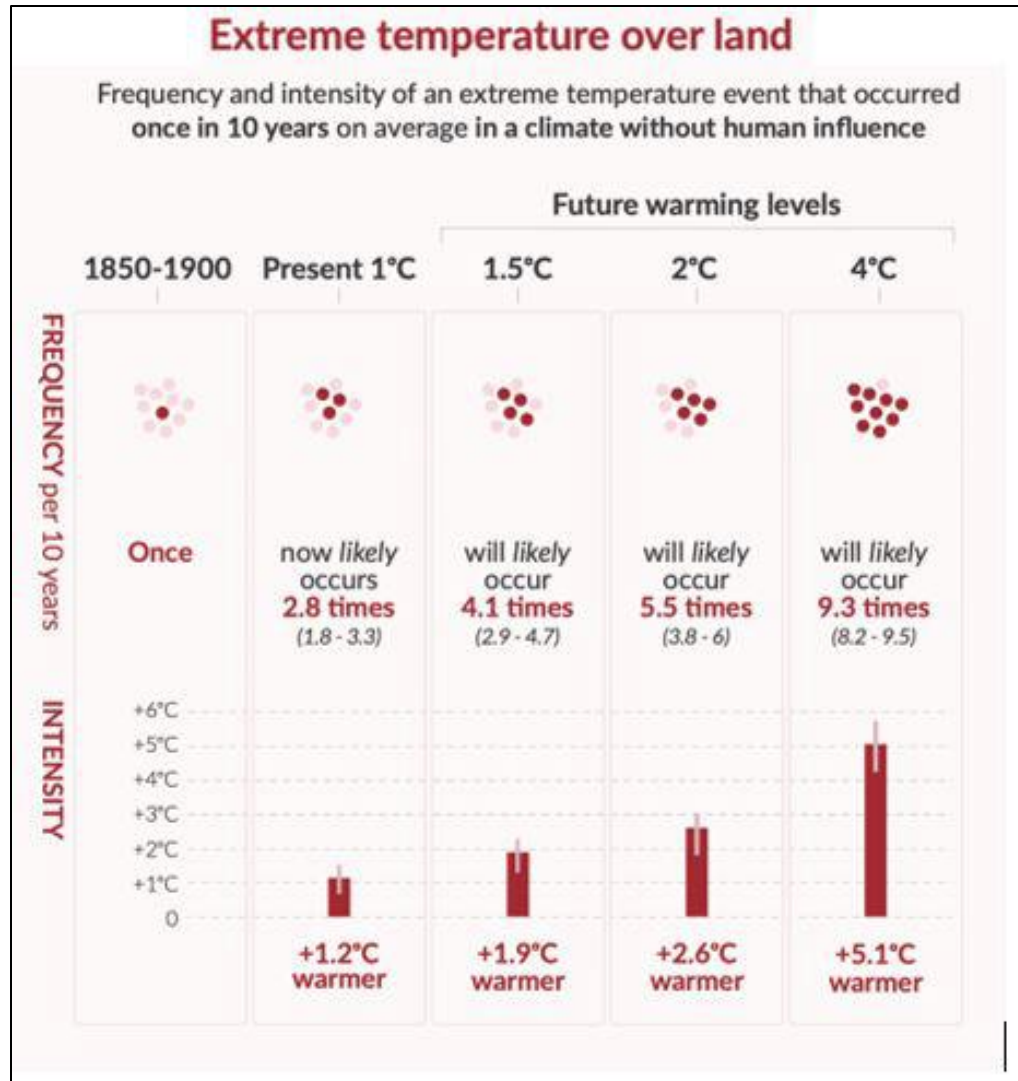 Extreme temperature over land
Frequency and intensity of an extreme temperature event that occurred
once in 10 years on average in a climate without human influence
Future warming levels
1850-1900 Present 1°C 1.5°C 2°C 4°C
FREQUENCY per 10 years
Once
now likely
occurs
2.8 times
(1.8 - 3.3)
will likely
occur
4.1 times
(2.9 - 4.7)
will likely
occur
5.5 times
(3.8 - 6)
will likely
occur
9.3 times
(8.2 - 9.5)
INTENSITY
+6°C
+5°C
+4°C
+3°C
+2°C
+1°C
0
+1.2°C
warmer
+1.9°C
warmer
+2.6°C
warmer
+5.1°C
warmer